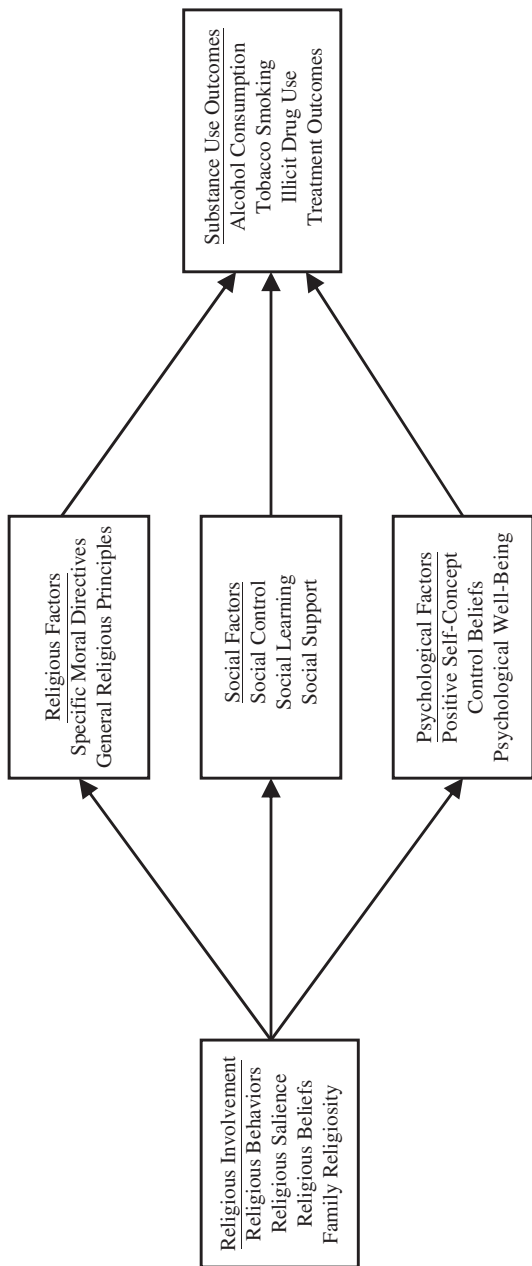 Religious Involvement
Religious Behaviors
Religious Salience
Religious Beliefs
Family Religiosity
Religious Factors
Specific Moral Directives
General Religious Principles
Social Factors
Social Control
Social Learning
Social Support
Psychological Factors
Positive Self-Concept
Control Beliefs
Psychological Well-Being
Substance Use Outcomes
Alcohol Consumption
Tobacco Smoking
Illicit Drug Use
Treatment Outcomes